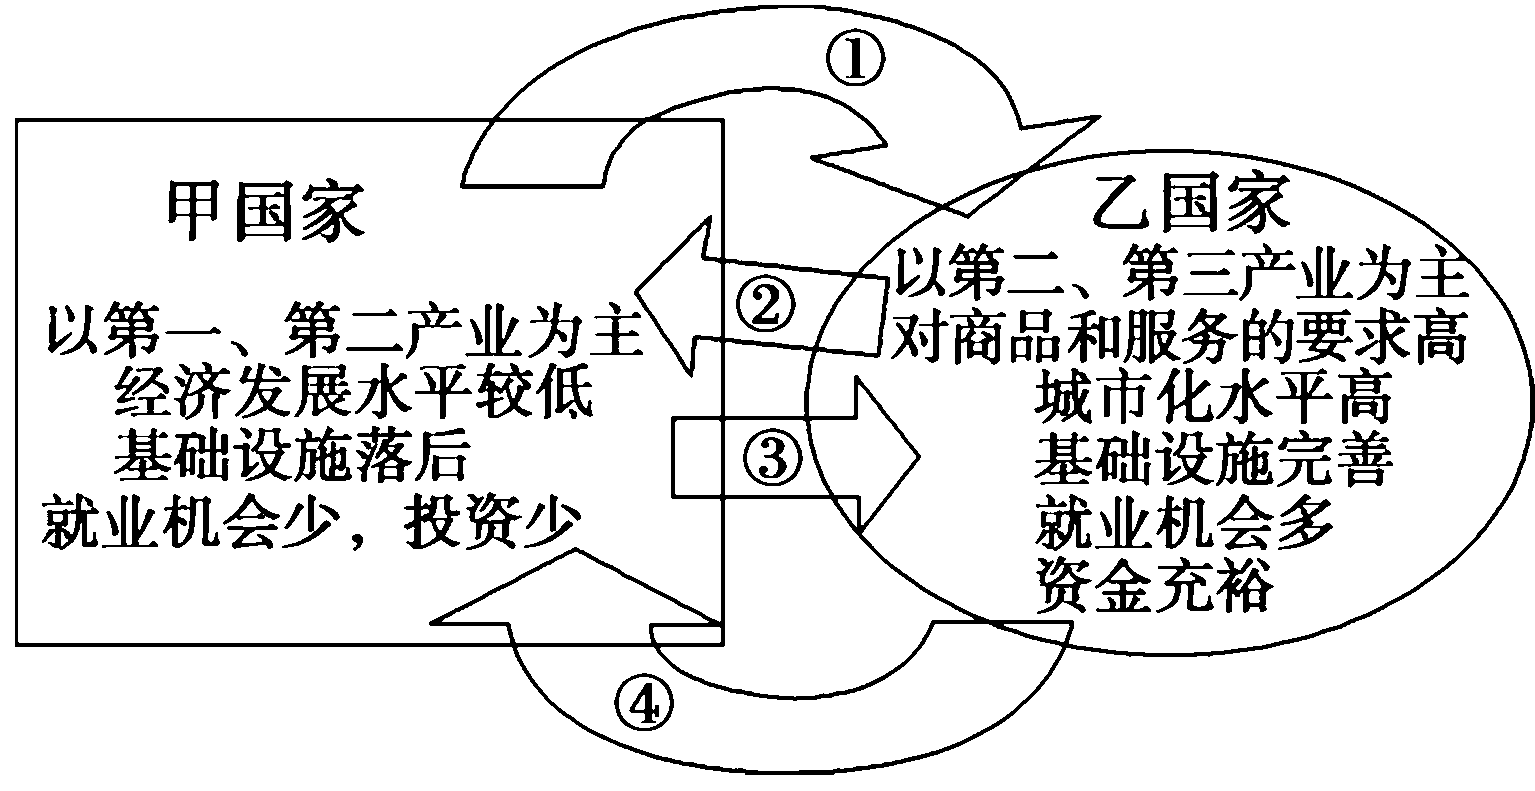 ①
甲国家
以第一、第二产业为主
经济发展水平较低
基础设施落后
就业机会少，投资少
②
③
乙国家
以第二、第三产业为主
对商品和服务的要求高
城市化水平高
基础设施完善
就业机会多
资金充裕
④